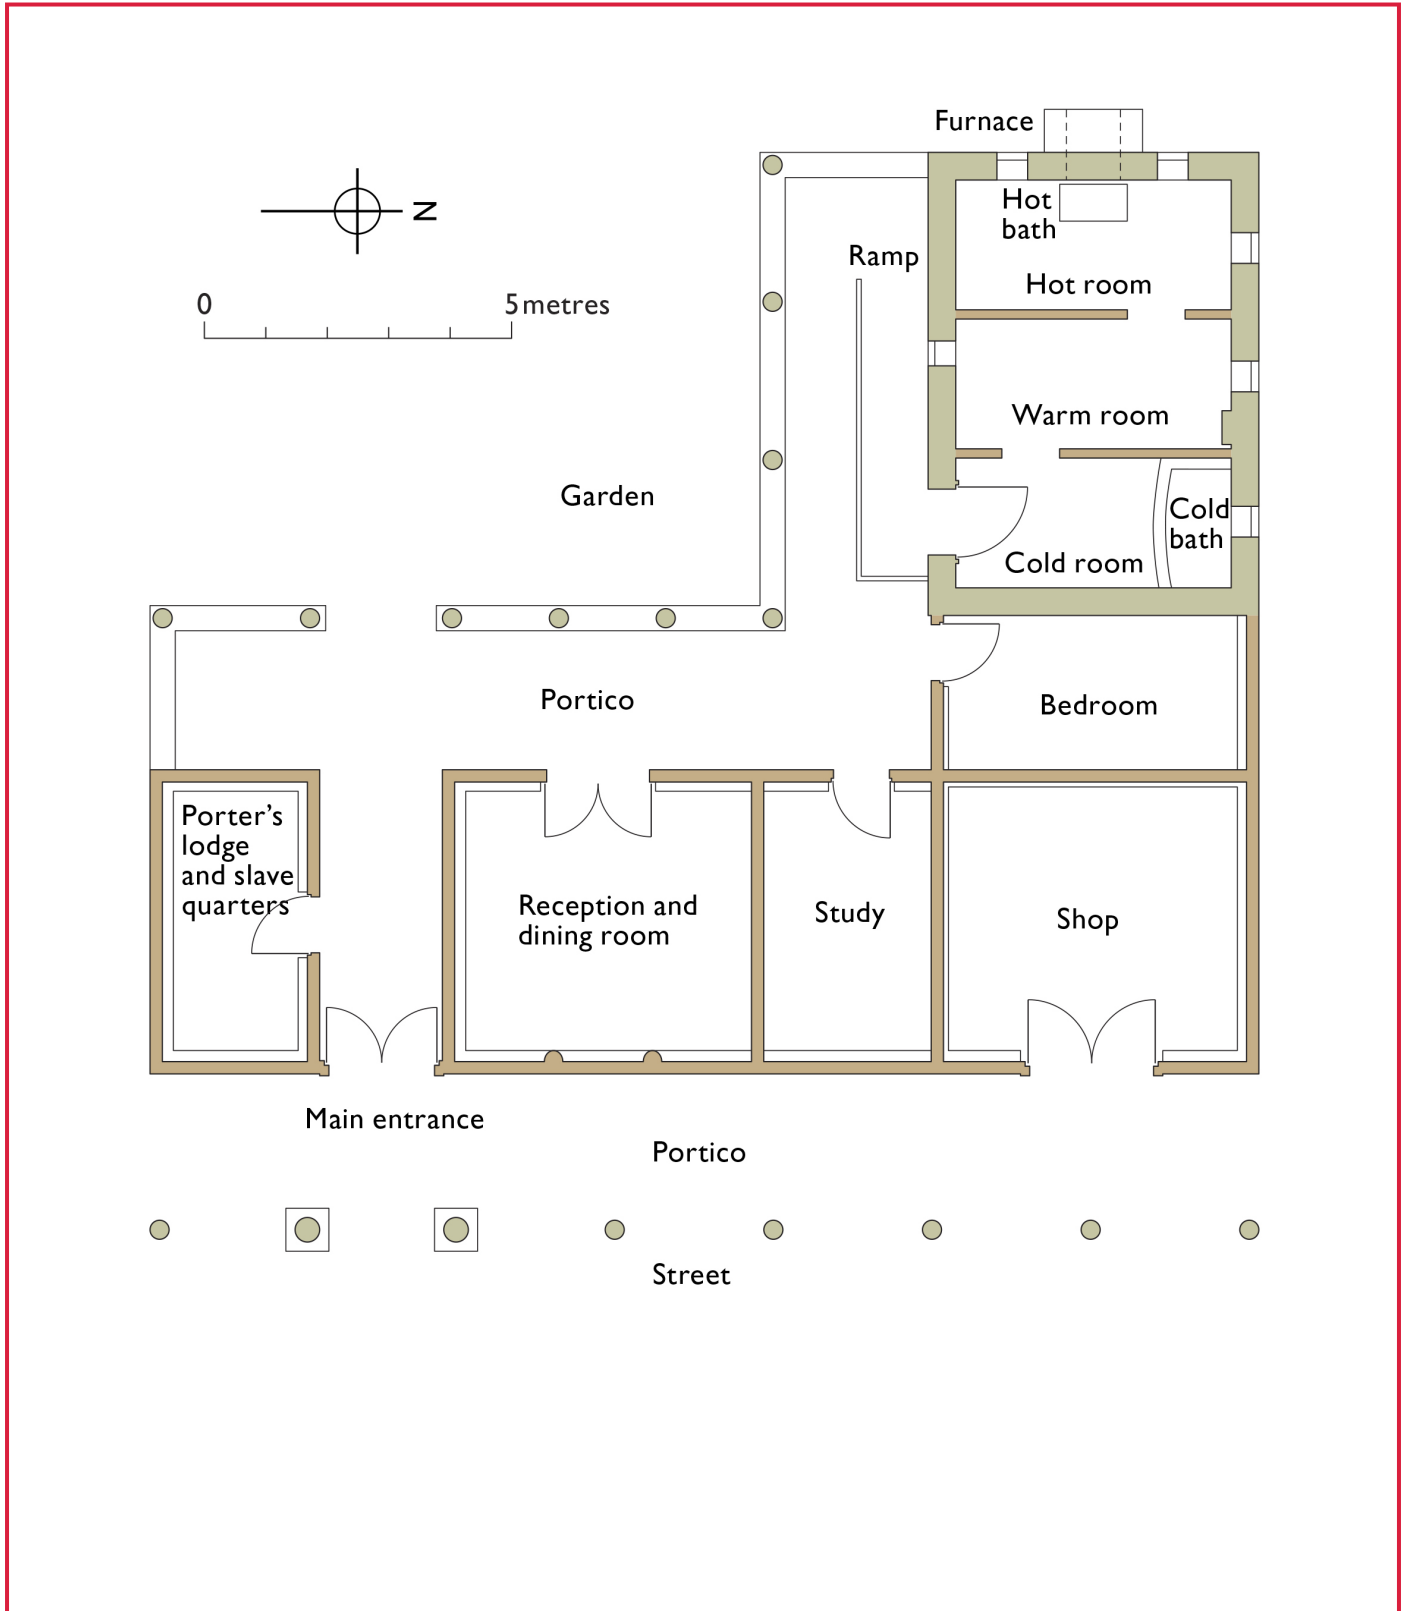 Furnace
N
Hot
bath
Ramp
Hot room
0 5 metres
Warm room
Garden
Cold
bath
Cold room
Portico
Bedroom
Porter’s
lodge
and slave
quarters
Reception and
dining room
Study
Shop
Main entrance
Portico
Street